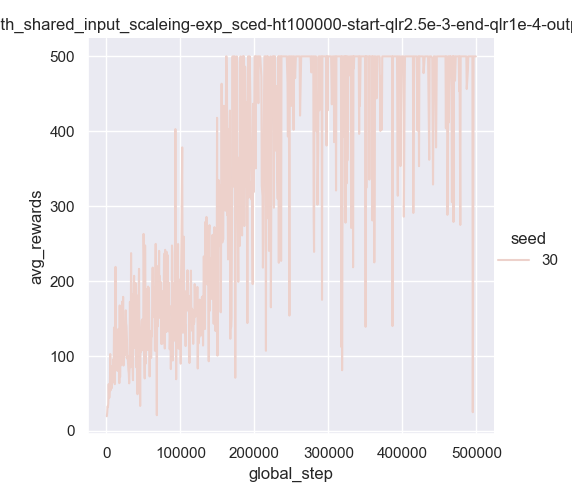 th_shared_input_scaleing-exp_sced-ht100000-start-qlr2.5e-3-end-qlr1e-4-outp
500
400
300
200
100
0
avg_rewards
seed
30
0 100000 200000 300000 400000 500000
global_step